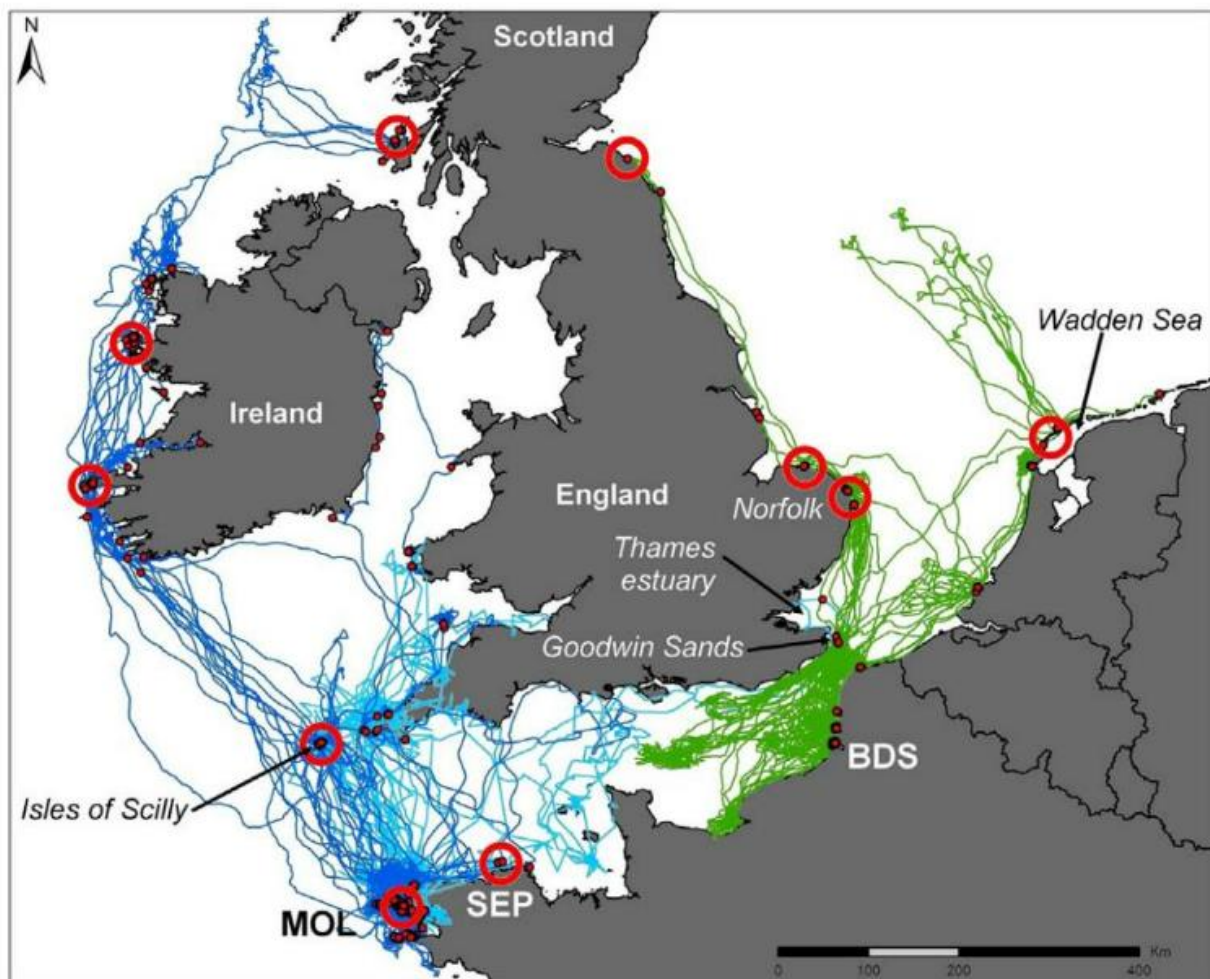 N
Scotland
Wadden Sea
Ireland
England
Norfolk
Thames
estuary
Goodwin Sands
BDS
Isles of Scilly
SEP
MOL
Km
0 100 200 400